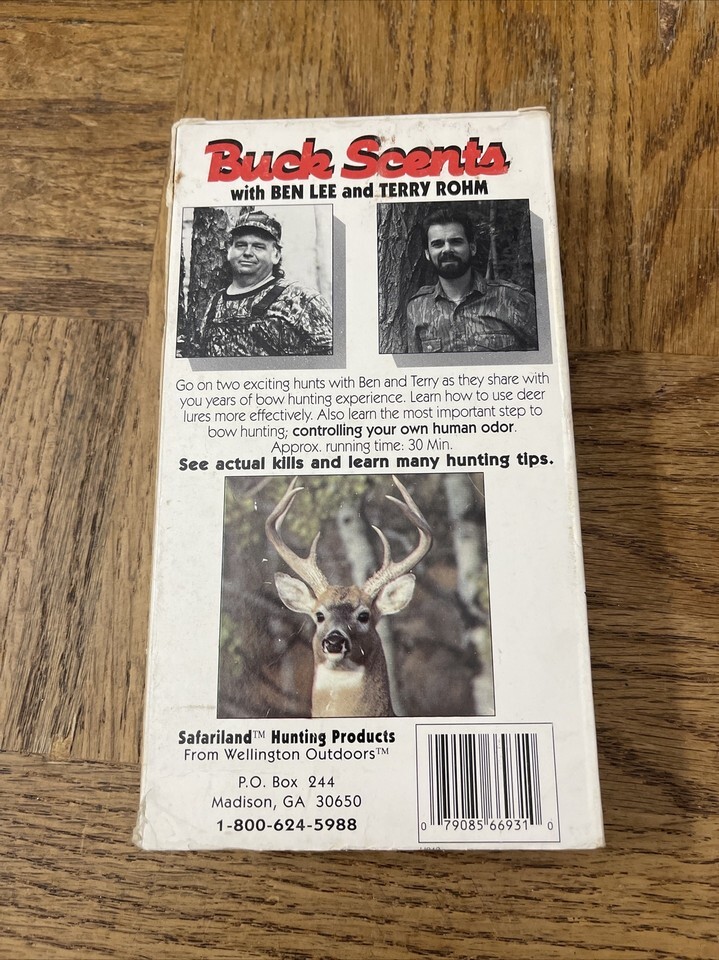 Buck Scents
with BEN LEE and TERRY ROHM
Go on two exciting hunts with Ben and Terry as they share with
you years of bow hunting experience. Learn how to use deer
lures more effectively. Also learn the most important step to
bow hunting; controlling your own human odor.
Approx. running time: 30 Min.
See actual kills and learn many hunting tips.
Safariland™ Hunting Products
From Wellington Outdoors™
P.O. Box 244
Madison, GA 30650
1-800-624-5988
0 79085 66931 0